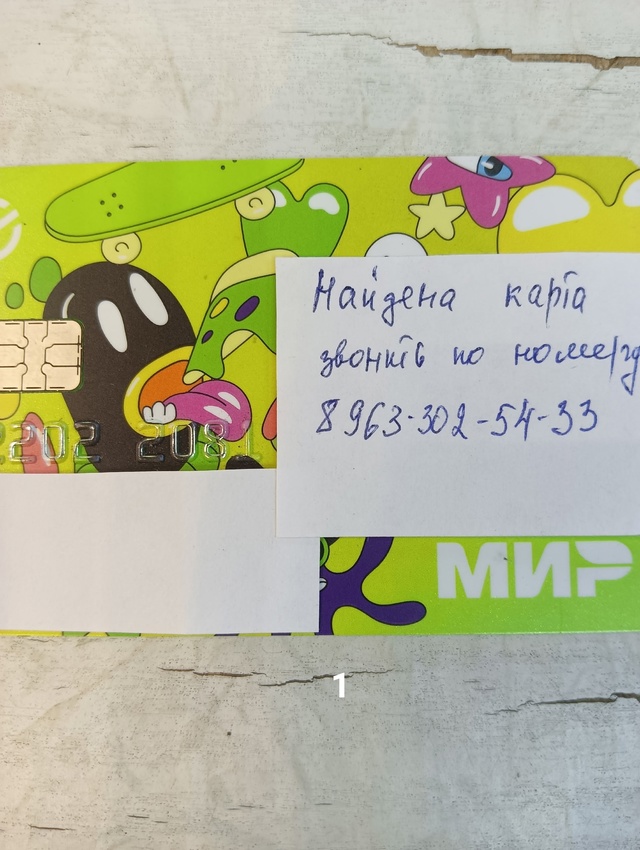 Найдена карта
звонить по номеру
8 963-302-54-33
2202 2081
МИР
1